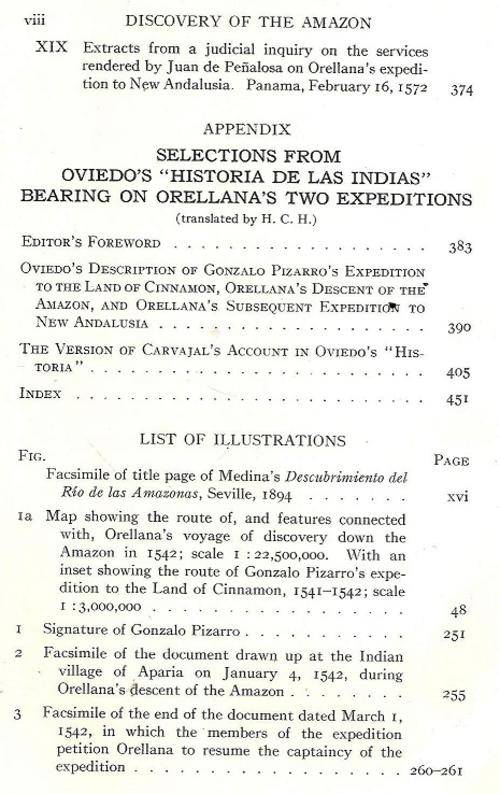 viii DISCOVERY OF THE AMAZON
XIX Extracts from a judicial inquiry on the services
rendered by Juan de Peñalosa on Orellana's expedi-
tion to New Andalusia. Panama, February 16, 1572 374
APPENDIX
SELECTIONS FROM
OVIEDO'S "HISTORIA DE LAS INDIAS"
BEARING ON ORELLANA'S TWO EXPEDITIONS
(translated by H. C. H.)
EDITOR'S FOREWORD . . . . . . . . . . . . . . . . . . 383
OVIEDO'S DESCRIPTION OF GONZALO PIZARRO'S EXPEDITION
TO THE LAND OF CINNAMON, ORELLANA'S DESCENT OF THE
AMAZON, AND ORELLANA'S SUBSEQUENT EXPEDITION TO
NEW ANDALUSIA . . . . . . . . . . . . . . . . . . . 390
THE VERSION OF CARVAJAL'S ACCOUNT IN OVIEDO'S "HIS-
TORIA" . . . . . . . . . . . . . . . . . . . . . . . . 405
INDEX . . . . . . . . . . . . . . . . . . . . . . . . . 451
LIST OF ILLUSTRATIONS
FIG. PAGE
Facsimile of title page of Medina's Descubrimiento del
Río de las Amazonas, Seville, 1894 . . . . . . . xvi
1a Map showing the route of, and features connected
with, Orellana's voyage of discovery down the
Amazon in 1542; scale 1 : 22,500,000. With an
inset showing the route of Gonzalo Pizarro's expe-
dition to the Land of Cinnamon, 1541–1542; scale
1 : 3,000,000 . . . . . . . . . . . . . . . . . . 48
1 Signature of Gonzalo Pizarro . . . . . . . . . . . 251
2 Facsimile of the document drawn up at the Indian
village of Aparia on January 4, 1542, during
Orellana's descent of the Amazon . . . . . . . . 255
3 Facsimile of the end of the document dated March 1,
1542, in which the members of the expedition
petition Orellana to resume the captaincy of the
expedition . . . . . . . . . . . . . . . . . . . 260–261